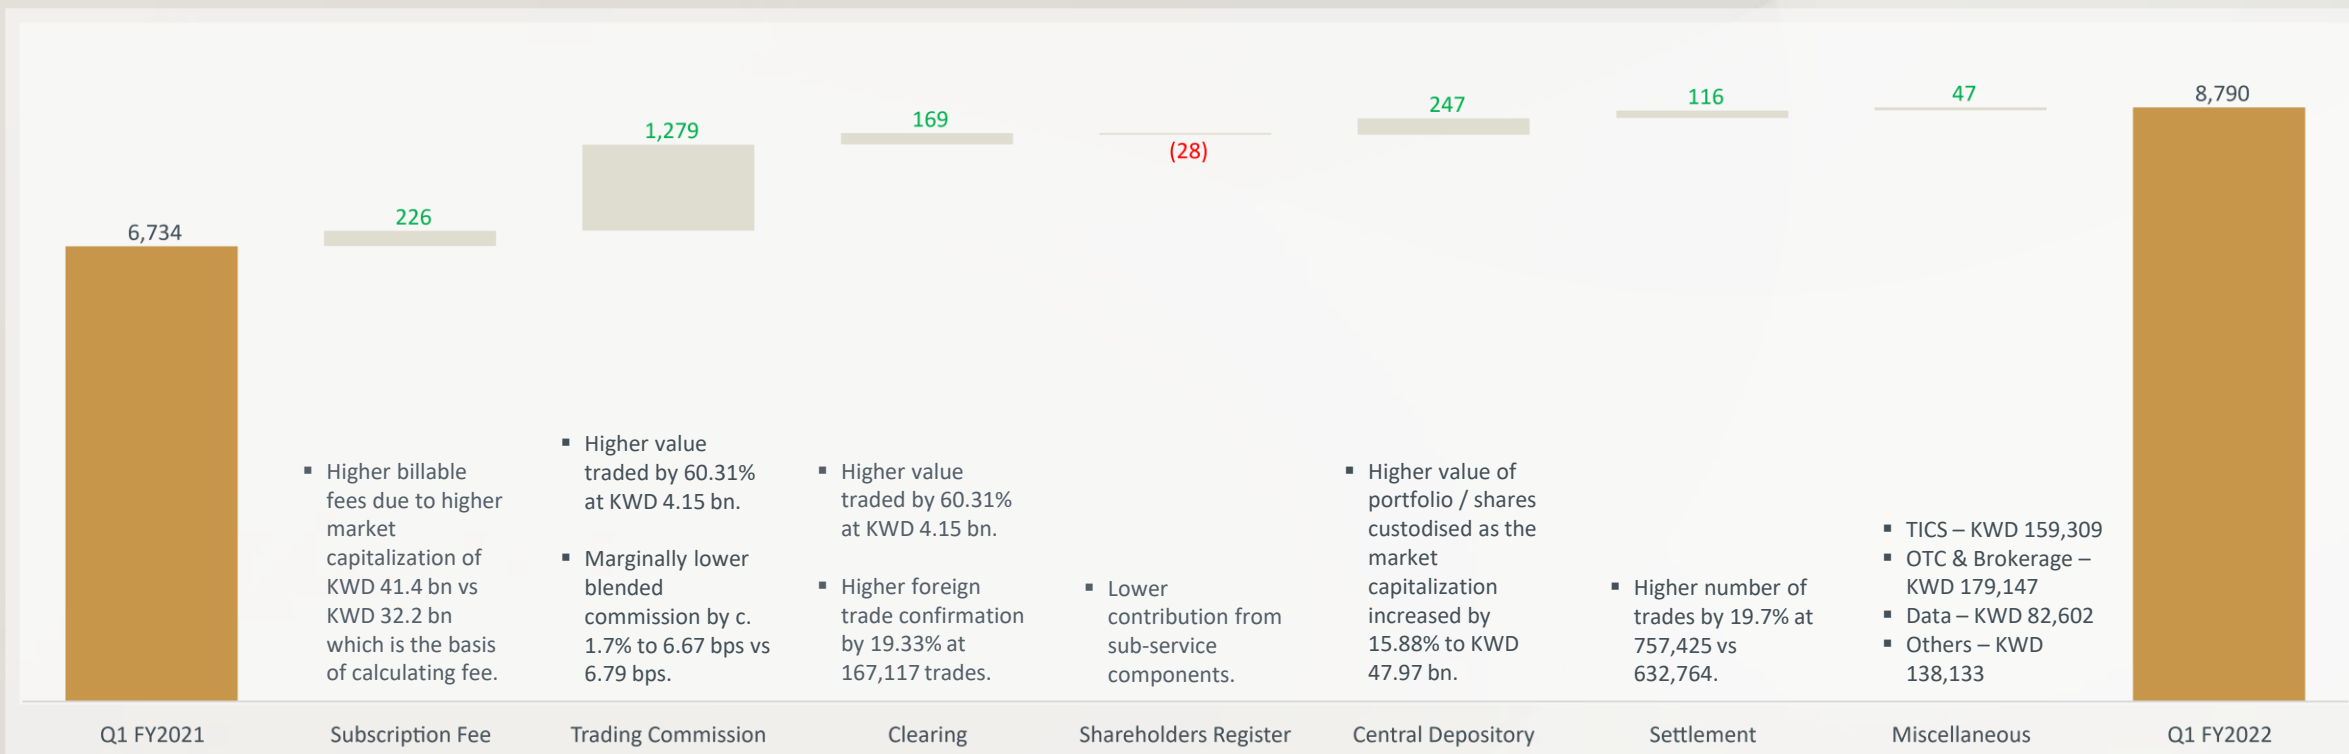 6,734
226
1,279
169
(28)
247
116
47
8,790
▪ Higher billable
fees due to higher
market
capitalization of
KWD 41.4 bn vs
KWD 32.2 bn
which is the basis
of calculating fee.
▪ Higher value
traded by 60.31%
at KWD 4.15 bn.
▪ Marginally lower
blended
commission by c.
1.7% to 6.67 bps vs
6.79 bps.
▪ Higher value
traded by 60.31%
at KWD 4.15 bn.
▪ Higher foreign
trade confirmation
by 19.33% at
167,117 trades.
▪ Lower
contribution from
sub-service
components.
▪ Higher value of
portfolio / shares
custodised as the
market
capitalization
increased by
15.88% to KWD
47.97 bn.
▪ Higher number of
trades by 19.7% at
757,425 vs
632,764.
▪ TICS – KWD 159,309
▪ OTC & Brokerage –
KWD 179,147
▪ Data – KWD 82,602
▪ Others – KWD
138,133
Q1 FY2021
Subscription Fee
Trading Commission
Clearing
Shareholders Register
Central Depository
Settlement
Miscellaneous
Q1 FY2022